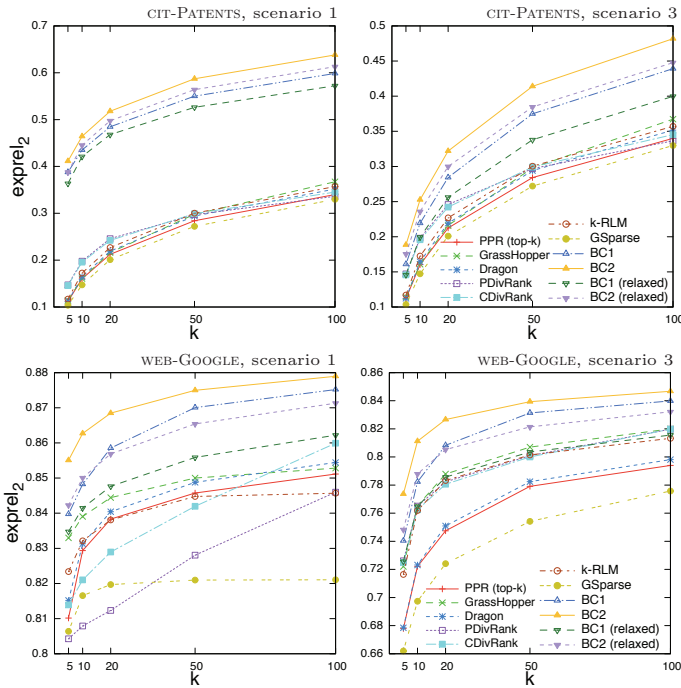 CIT-PATENTS, scenario 1
exprel2
0.7
0.6
0.5
0.4
0.3
0.2
0.1
5 10 20 50 100
k
PPR (top-k)
GrassHopper
Dragon
PDivRank
CDivRank
CIT-PATENTS, scenario 3
0.5
0.45
0.4
0.35
0.3
0.25
0.2
0.15
0.1
5 10 20 50 100
k
k-RLM
GSparse
BC1
BC2
BC1 (relaxed)
BC2 (relaxed)
WEB-GOOGLE, scenario 1
exprel2
0.88
0.87
0.86
0.85
0.84
0.83
0.82
0.81
0.8
5 10 20 50 100
k
PPR (top-k)
GrassHopper
Dragon
PDivRank
CDivRank
WEB-GOOGLE, scenario 3
0.86
0.84
0.82
0.8
0.78
0.76
0.74
0.72
0.7
0.68
0.66
5 10 20 50 100
k
k-RLM
GSparse
BC1
BC2
BC1 (relaxed)
BC2 (relaxed)